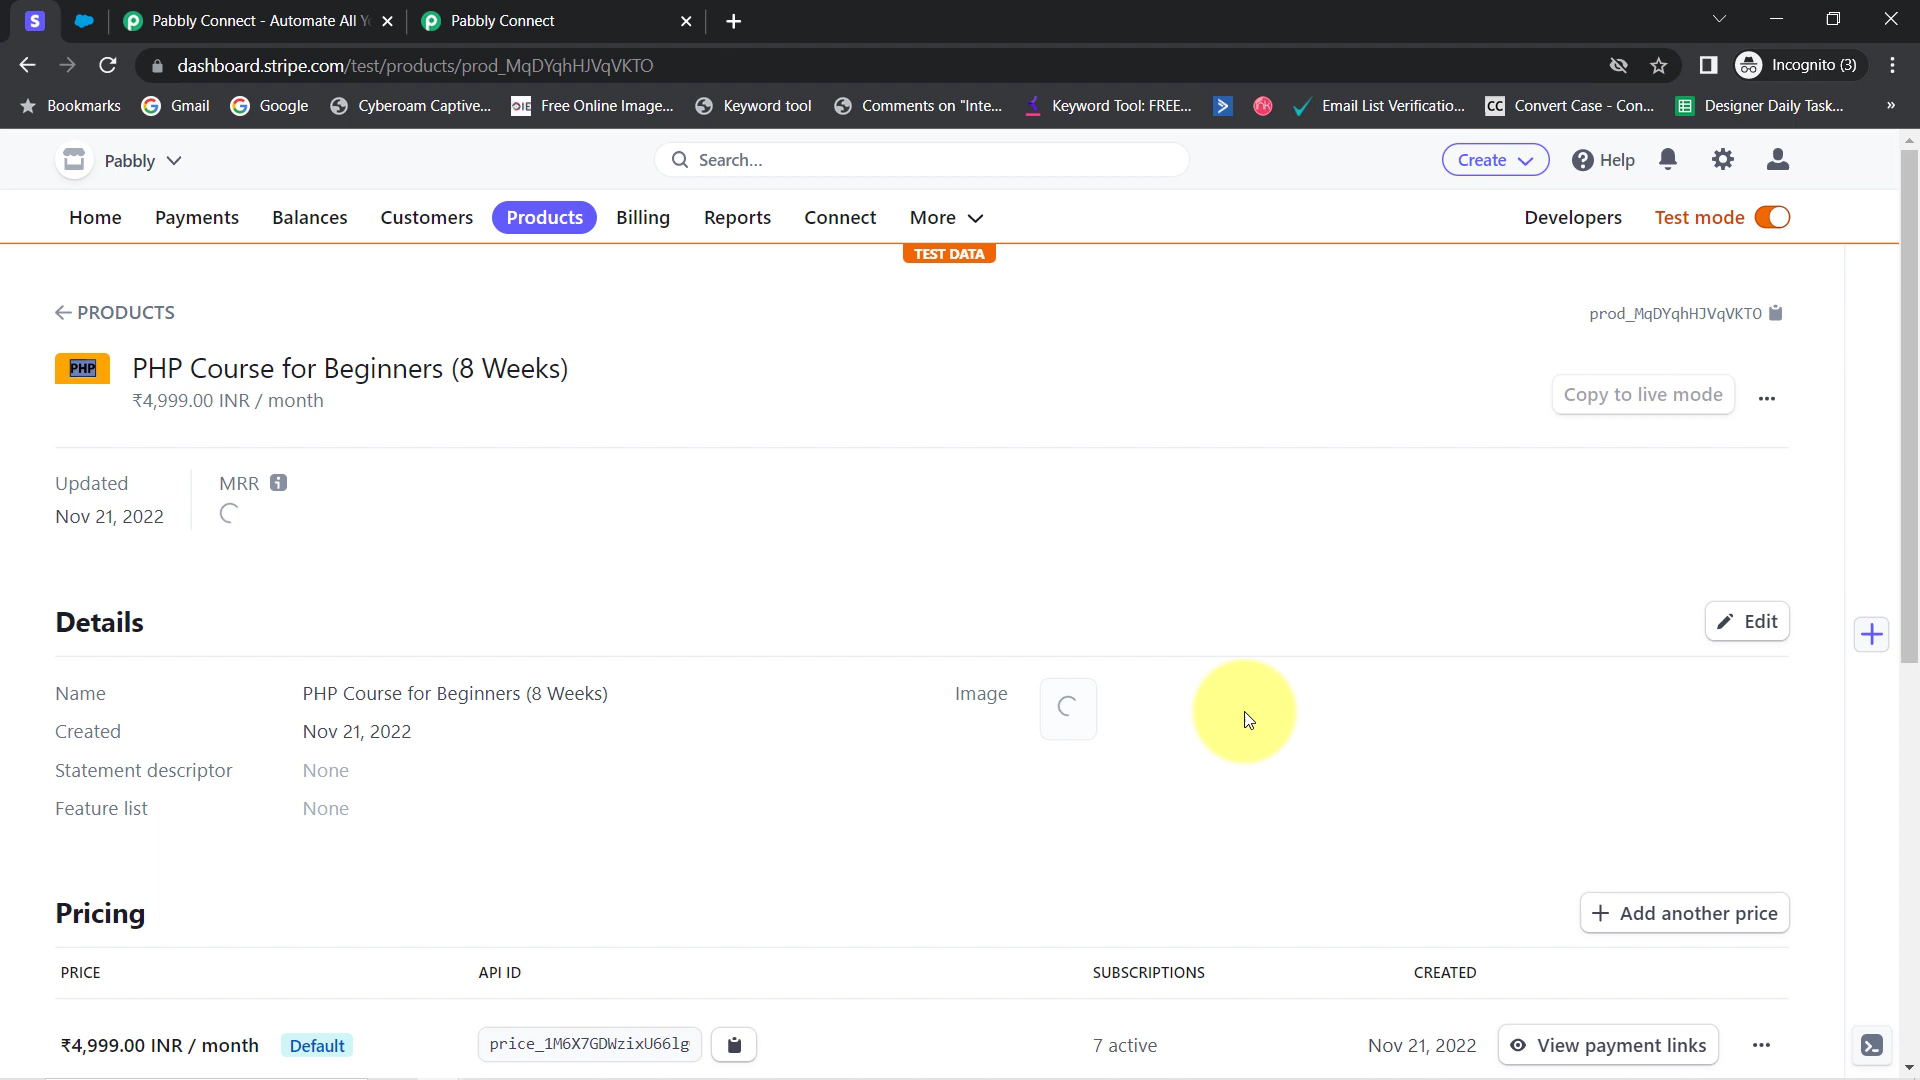 Pabbly Connect - Automate All Y
Pabbly Connect
dashboard.stripe.com/test/products/prod_MqDYqhHJVqVKTO
Incognito (3)
Bookmarks
Gmail
Google
Cyberoam Captive...
OIE Free Online Image...
Keyword tool
Comments on "Inte...
Keyword Tool: FREE...
Email List Verificatio...
CC Convert Case - Con...
Designer Daily Task...
»
S
Pabbly
Search...
Create
Help
Home
Payments
Balances
Customers
Products
Billing
Reports
Connect
More
Developers
Test mode
TEST DATA
PRODUCTS
prod_MqDYqhHJVqVKTO
PHP
PHP Course for Beginners (8 Weeks)
₹4,999.00 INR / month
Copy to live mode
Updated
Nov 21, 2022
MRR
Details
Edit
Name
PHP Course for Beginners (8 Weeks)
Image
Created
Nov 21, 2022
Statement descriptor
None
Feature list
None
Pricing
Add another price
PRICE
API ID
SUBSCRIPTIONS
CREATED
₹4,999.00 INR / month
Default
price_1M6X7GDWzixU66lg
7 active
Nov 21, 2022
View payment links